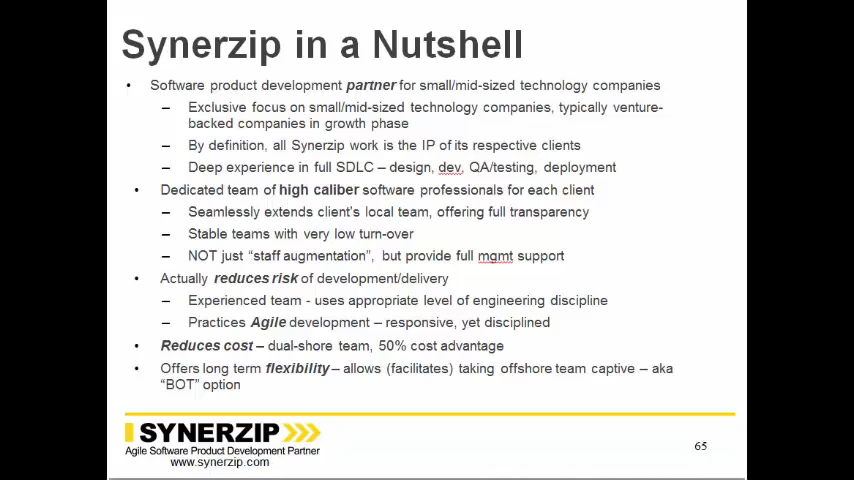 Synerzip in a Nutshell
• Software product development partner for small/mid-sized technology companies
– Exclusive focus on small/mid-sized technology companies, typically venture-
backed companies in growth phase
– By definition, all Synerzip work is the IP of its respective clients
– Deep experience in full SDLC – design, dev, QA/testing, deployment
• Dedicated team of high caliber software professionals for each client
– Seamlessly extends client's local team, offering full transparency
– Stable teams with very low turn-over
– NOT just “staff augmentation”, but provide full mgmt support
• Actually reduces risk of development/delivery
– Experienced team - uses appropriate level of engineering discipline
– Practices Agile development – responsive, yet disciplined
• Reduces cost – dual-shore team, 50% cost advantage
• Offers long term flexibility – allows (facilitates) taking offshore team captive – aka
“BOT” option
SYNERZIP
Agile Software Product Development Partner
www.synerzip.com
65